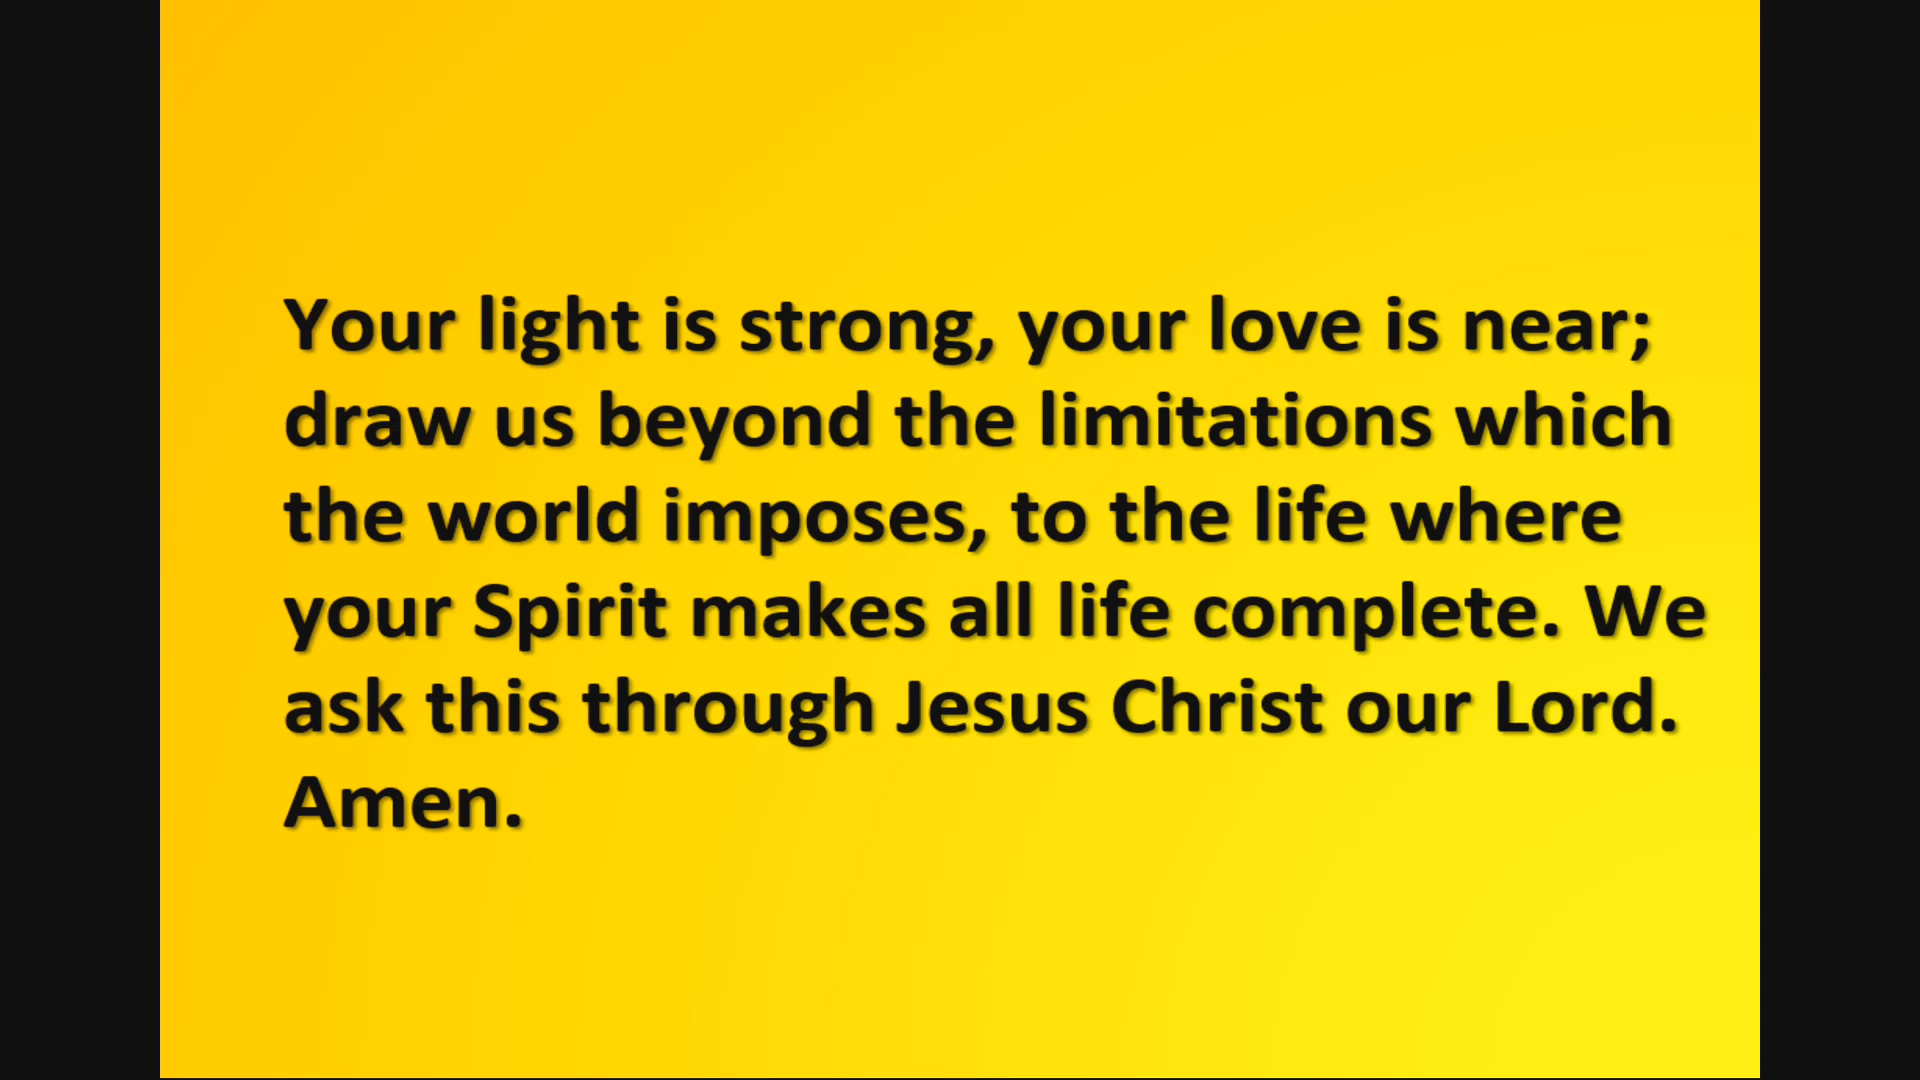 Your light is strong, your love is near;
draw us beyond the limitations which
the world imposes, to the life where
your Spirit makes all life complete. We
ask this through Jesus Christ our Lord.
Amen.